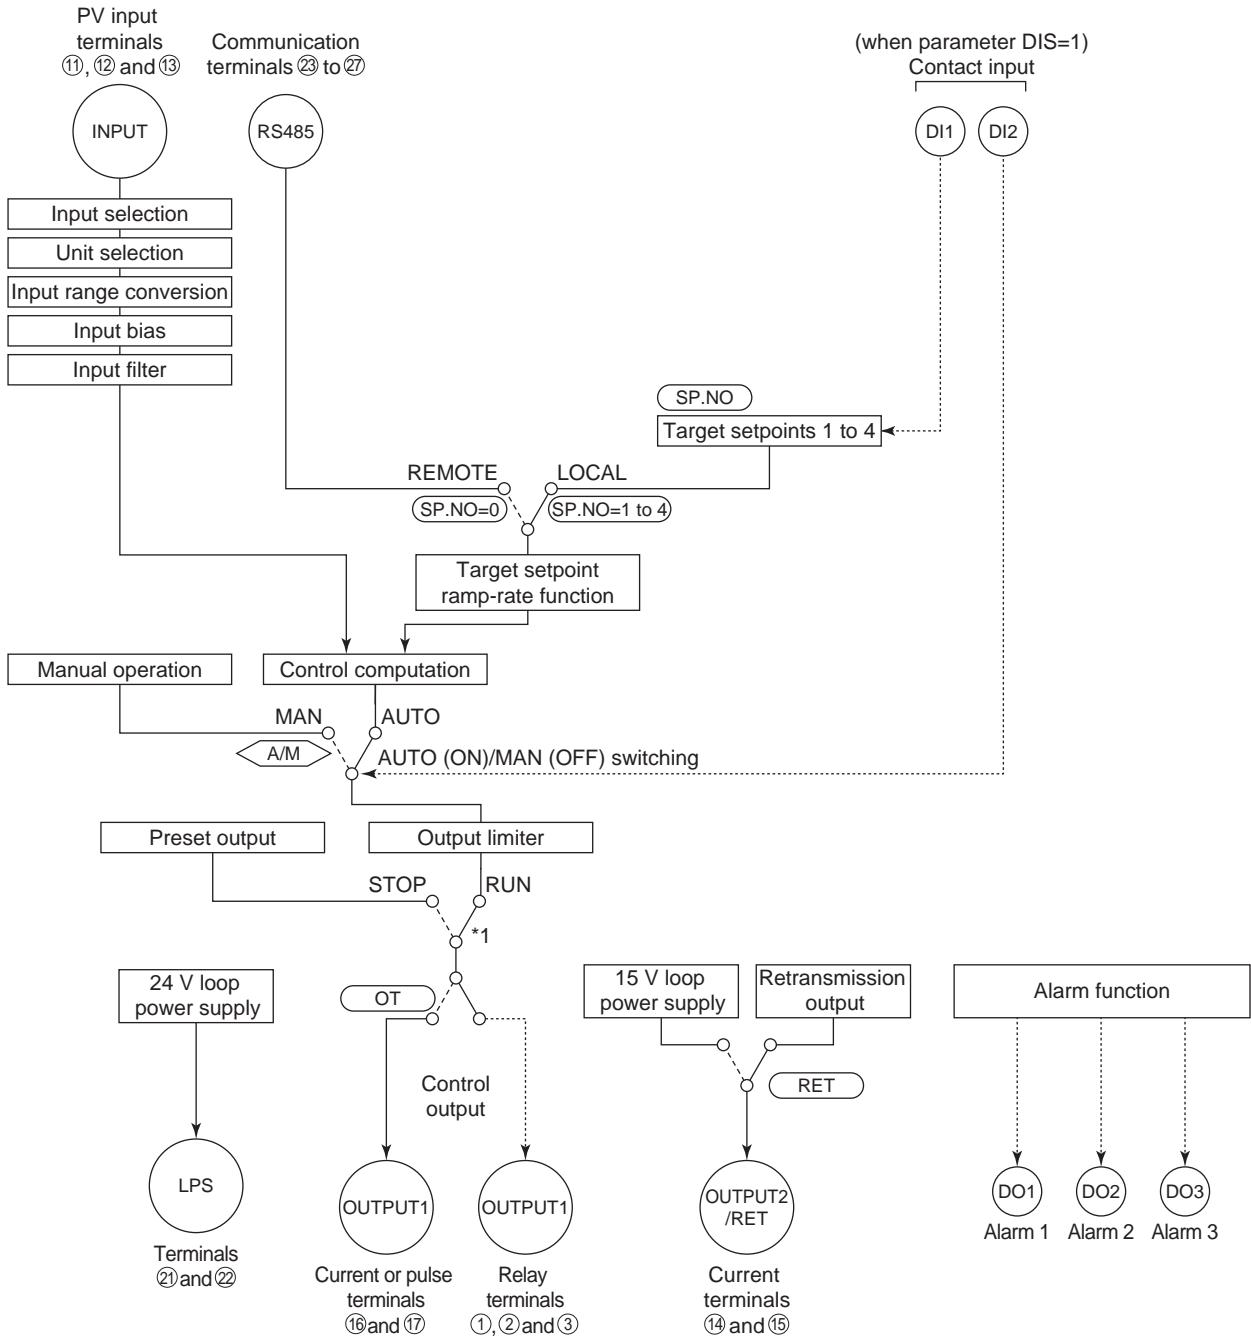 PV input
terminals
⑪, ⑫ and ⑬
Communication
terminals ㉓ to ㉗
(when parameter DIS=1)
Contact input
INPUT
RS485
DI1
DI2
Input selection
Unit selection
Input range conversion
Input bias
Input filter
SP.NO
Target setpoints 1 to 4
REMOTE
LOCAL
SP.NO=0
SP.NO=1 to 4
Target setpoint
ramp-rate function
Manual operation
Control computation
MAN
AUTO
A/M
AUTO (ON)/MAN (OFF) switching
Preset output
Output limiter
STOP
RUN
*1
24 V loop
power supply
OT
15 V loop
power supply
Retransmission
output
Alarm function
RET
Control
output
LPS
OUTPUT1
OUTPUT1
OUTPUT2
/RET
DO1
DO2
DO3
Alarm 1
Alarm 2
Alarm 3
Terminals
㉑ and ㉒
Current or pulse
terminals
⑯ and ⑰
Relay
terminals
①, ② and ③
Current
terminals
⑭ and ⑮